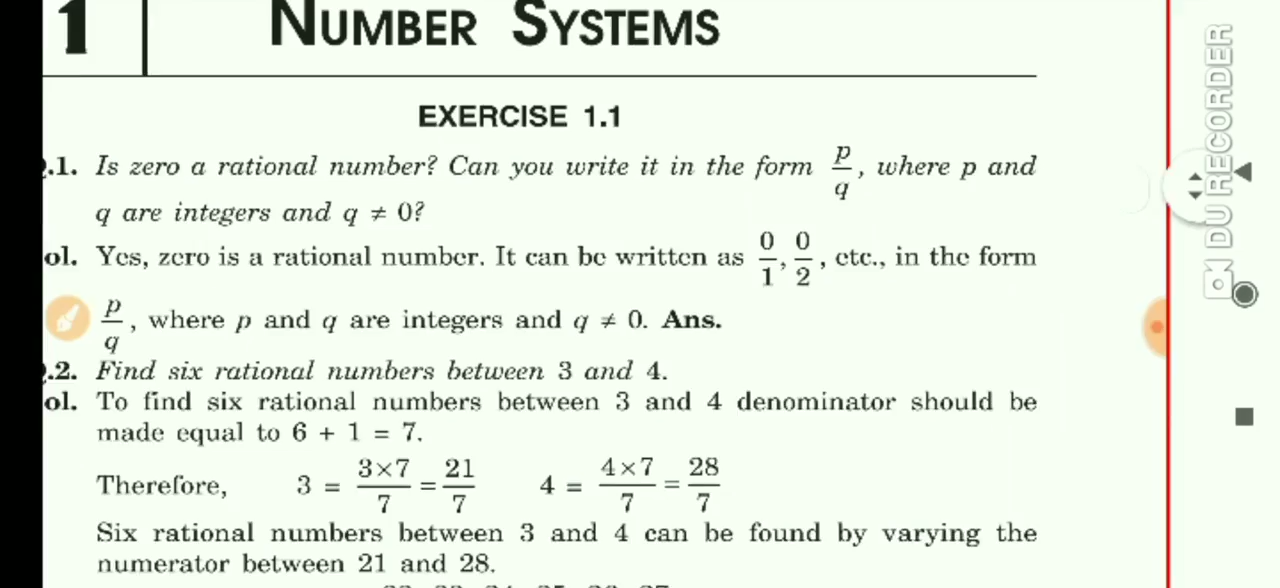 1 NUMBER SYSTEMS
EXERCISE 1.1
.1. Is zero a rational number? Can you write it in the form p/q, where p and
q are integers and q ≠ 0?
ol. Yes, zero is a rational number. It can be written as 0/1, 0/2, etc., in the form
p/q, where p and q are integers and q ≠ 0. Ans.
.2. Find six rational numbers between 3 and 4.
ol. To find six rational numbers between 3 and 4 denominator should be
made equal to 6 + 1 = 7.
Therefore, 3 = 3×7/7 = 21/7 4 = 4×7/7 = 28/7
Six rational numbers between 3 and 4 can be found by varying the
numerator between 21 and 28.
DU RECORDER